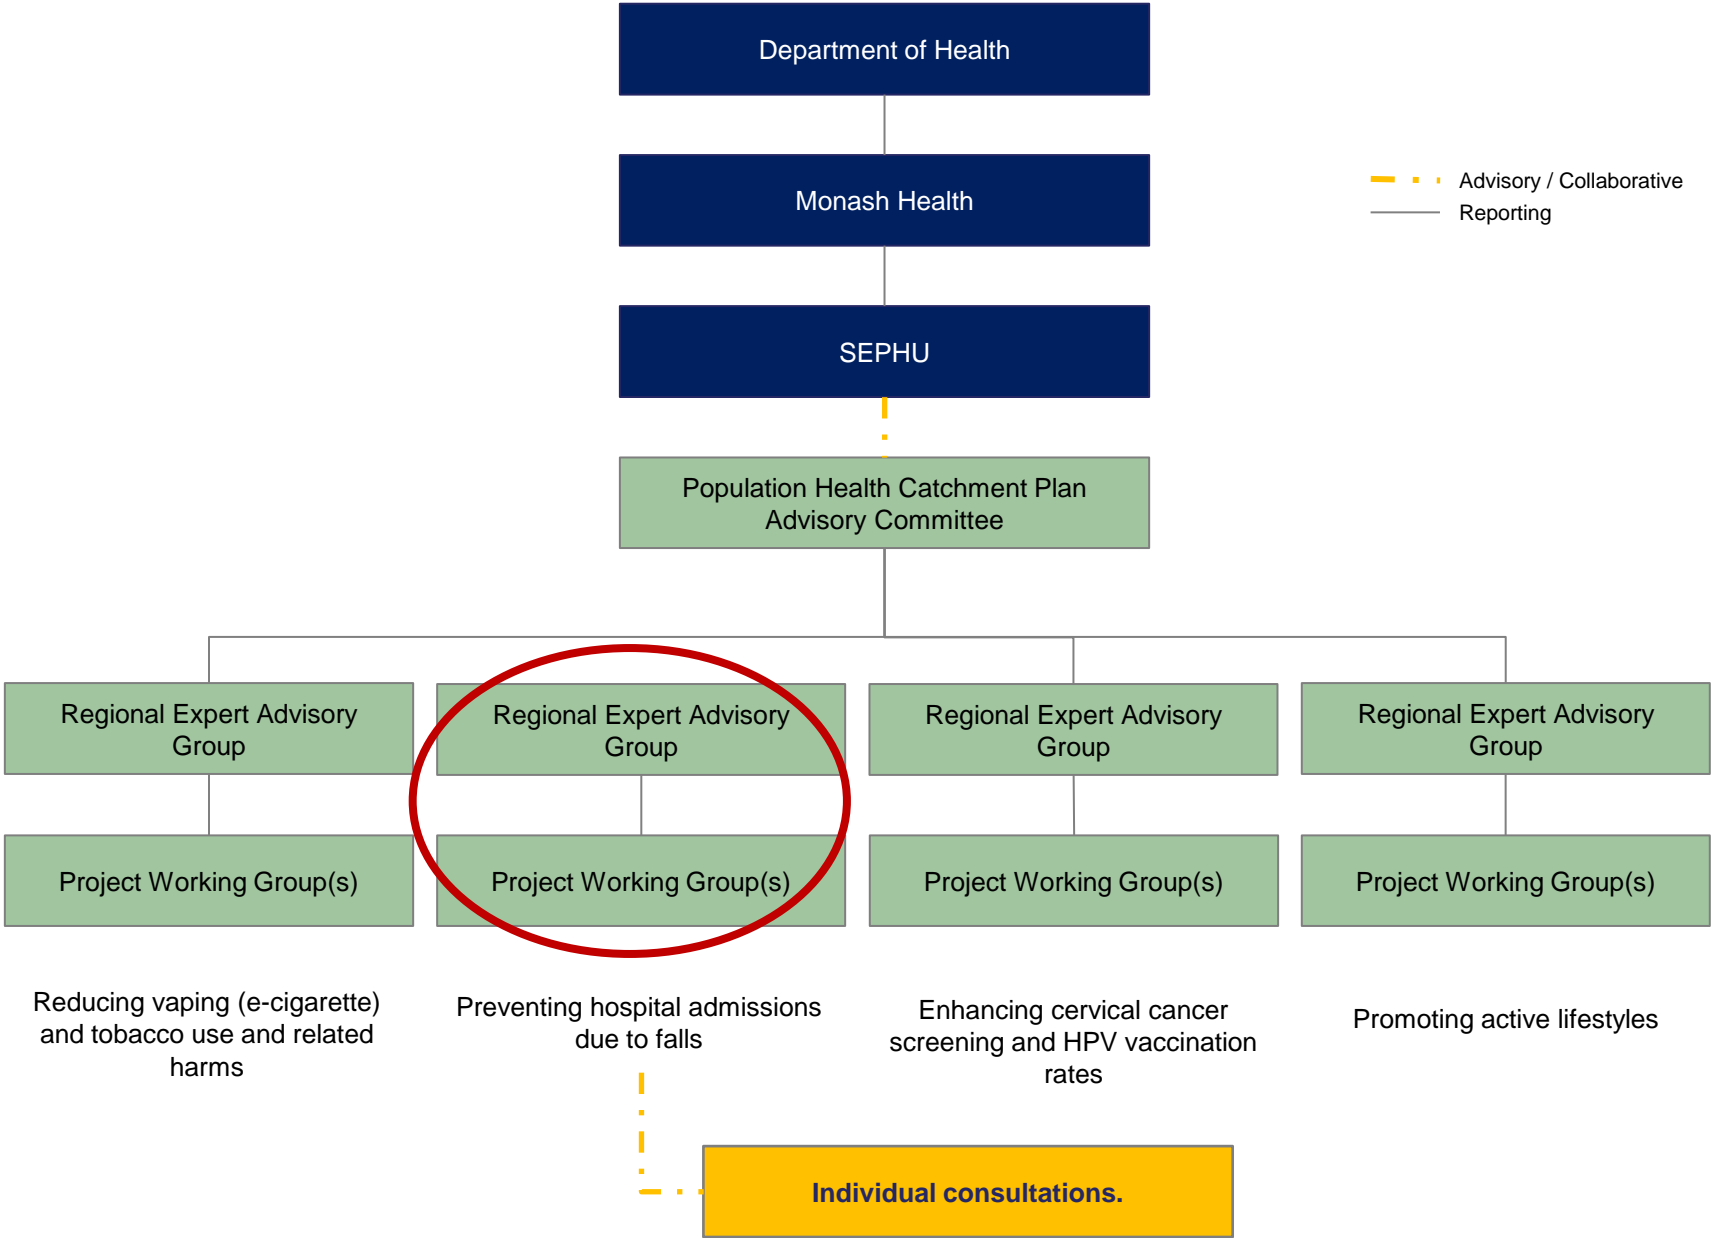 Department of Health
Monash Health
Advisory / Collaborative
Reporting
SEPHU
Population Health Catchment Plan
Advisory Committee
Regional Expert Advisory
Group
Regional Expert Advisory
Group
Regional Expert Advisory
Group
Regional Expert Advisory
Group
Project Working Group(s)
Project Working Group(s)
Project Working Group(s)
Project Working Group(s)
Reducing vaping (e-cigarette)
and tobacco use and related
harms
Preventing hospital admissions
due to falls
Enhancing cervical cancer
screening and HPV vaccination
rates
Promoting active lifestyles
Individual consultations.